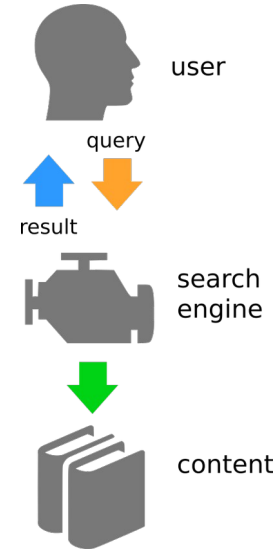 user
query
result
search
engine
content